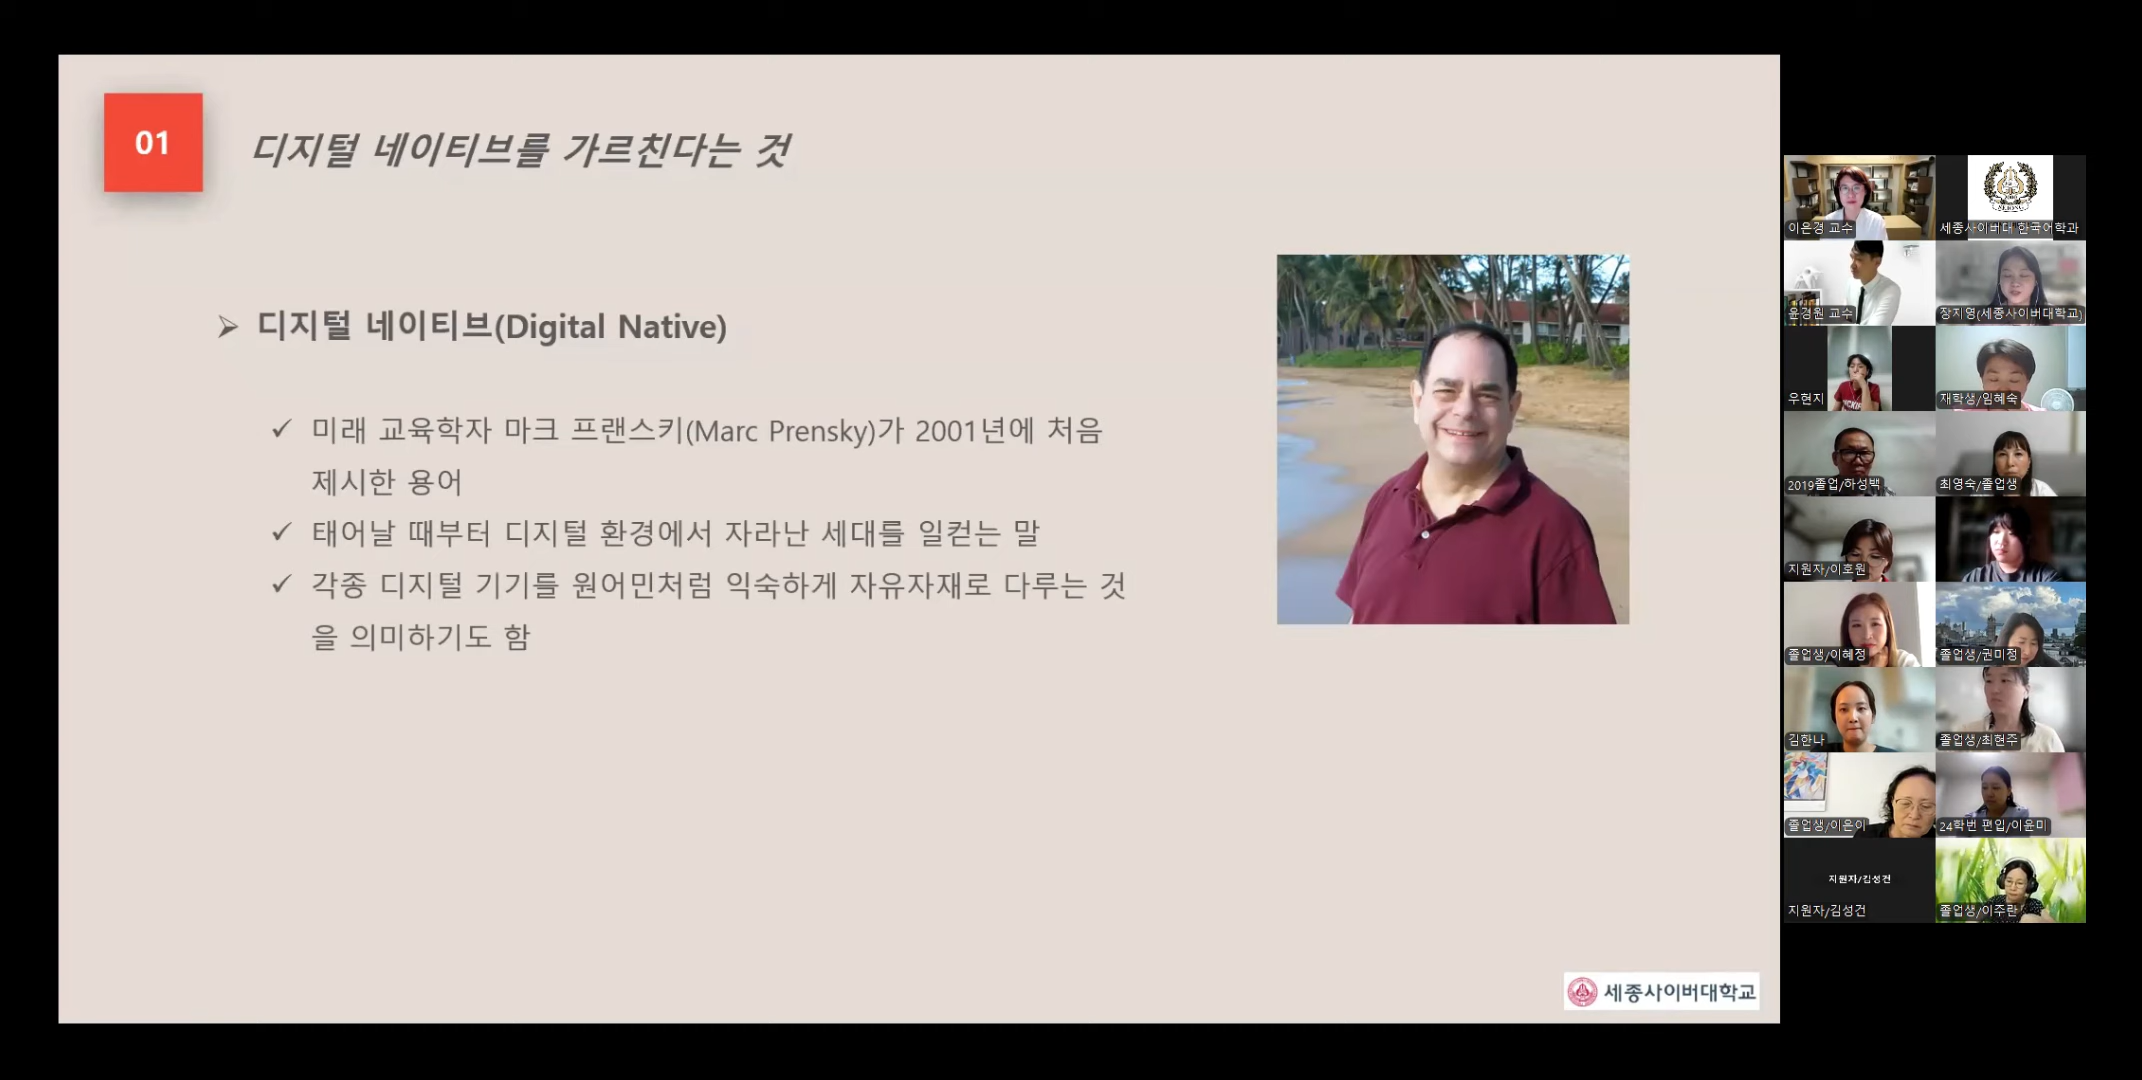 01
디지털 네이티브를 가르친다는 것
디지털 네이티브(Digital Native)
미래 교육학자 마크 프랜스키(Marc Prensky)가 2001년에 처음
제시한 용어
태어날 때부터 디지털 환경에서 자라난 세대를 일컫는 말
각종 디지털 기기를 원어민처럼 익숙하게 자유자재로 다루는 것
을 의미하기도 함
세종사이버대학교
이은경 교수
세종사이버대 한국어학과
윤경원 교수
장지영(세종사이버대학교)
우현지
재학생/임혜숙
2019졸업/하성백
최영숙/졸업생
지원자/이호원
졸업생/이혜정
졸업생/권미정
김한나
졸업생/최현주
졸업생/이은이
24학번 편입/이윤미
지원자/김성건
지원자/김성건
졸업생/이주란